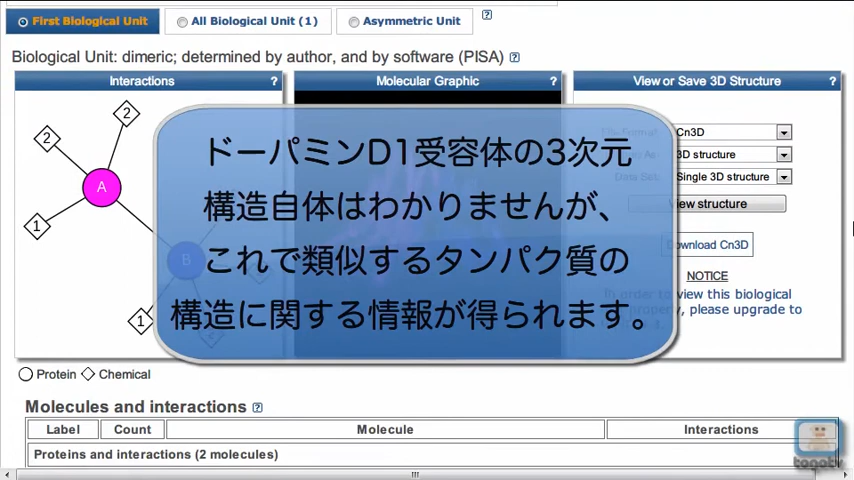 First Biological Unit
All Biological Unit (1)
Asymmetric Unit
?
Biological Unit: dimeric; determined by author, and by software (PISA) ?
Interactions ?
Molecular Graphic ?
View or Save 3D Structure ?
2
2
A
1
B
1
ドーパミンD1受容体の3次元
構造自体はわかりませんが、
これで類似するタンパク質の
構造に関する情報が得られます。
Cn3D
3D structure
Single 3D structure
View structure
Download Cn3D
NOTICE
In order to view this biological
please upgrade to
Protein
Chemical
Molecules and interactions ?
Label Count Molecule Interactions
Proteins and interactions (2 molecules)
togotv